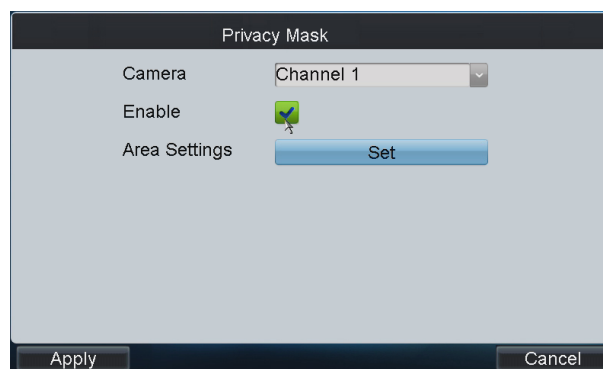 Privacy Mask
Camera Channel 1
Enable
Area Settings Set
Apply Cancel